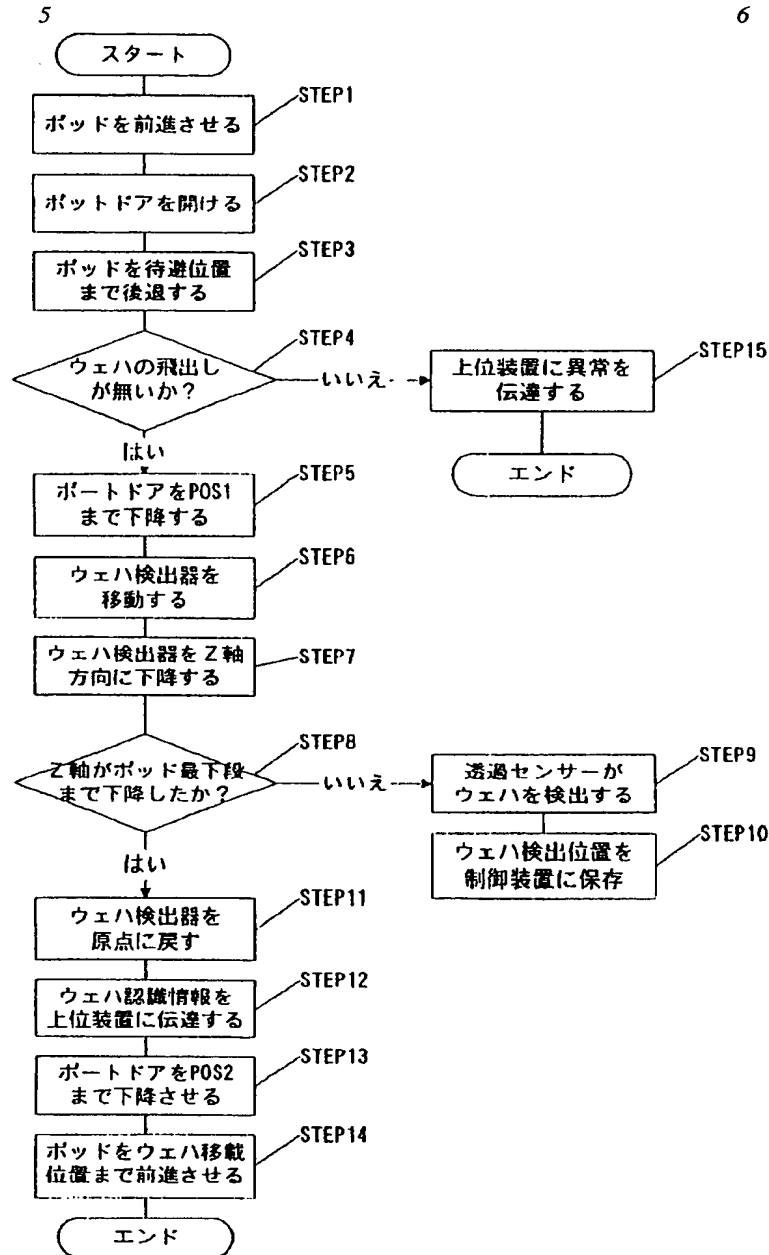 5
6
スタート
STEP1
ポッドを前進させる
STEP2
ポットドアを開ける
STEP3
ポッドを待避位置
まで後退する
STEP4
ウェハの飛出し
が無いか?
いいえ
STEP15
上位装置に異常を
伝達する
エンド
はい
STEP5
ポートドアをPOS1
まで下降する
STEP6
ウェハ検出器を
移動する
STEP7
ウェハ検出器をZ軸
方向に下降する
STEP8
Z軸がポッド最下段
まで下降したか?
いいえ
STEP9
透過センサーが
ウェハを検出する
STEP10
ウェハ検出位置を
制御装置に保存
はい
STEP11
ウェハ検出器を
原点に戻す
STEP12
ウェハ認識情報を
上位装置に伝達する
STEP13
ポートドアをPOS2
まで下降させる
STEP14
ポッドをウェハ移載
位置まで前進させる
エンド